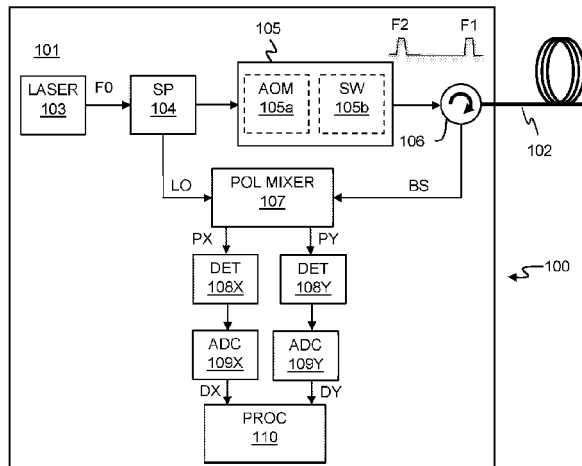 101
105
F2 F1
LASER
103
F0
SP
104
AOM
105a
SW
105b
106
102
LO
POL MIXER
107
BS
PX PY
DET
108X
DET
108Y
100
ADC
109X
ADC
109Y
DX DY
PROC
110